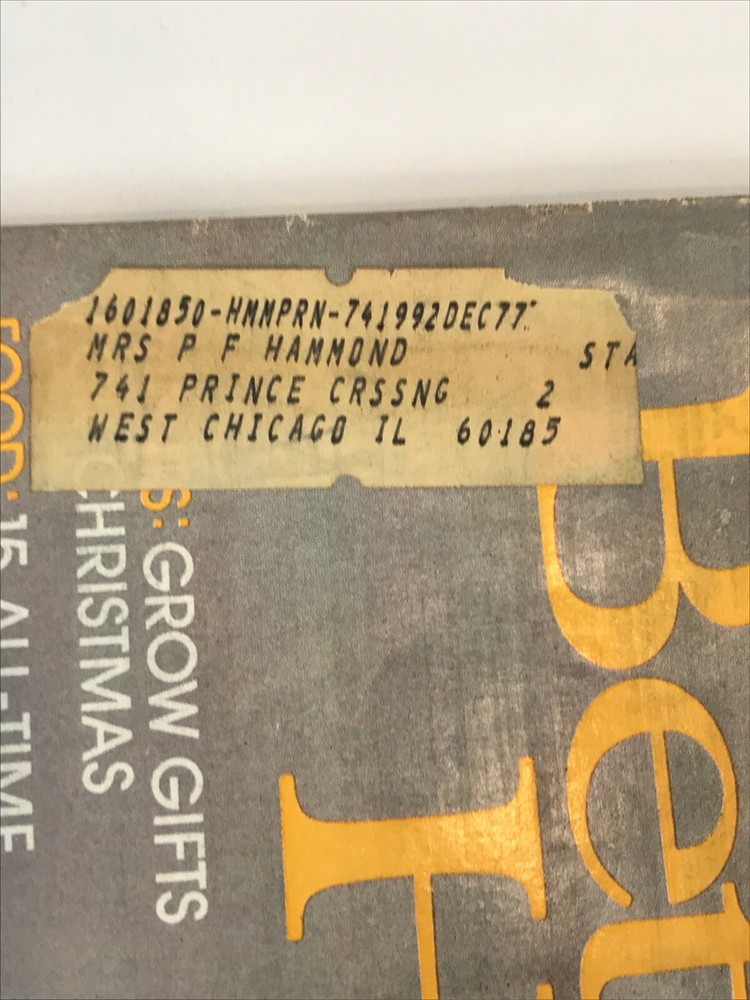 1601850-HMMPRN-741992DEC77
MRS P F HAMMOND STA
741 PRINCE CRSSNG 2
WEST CHICAGO IL 60185
Bet
S: GROW GIFTS
CHRISTMAS
FOOD: 15 ALL-TIME